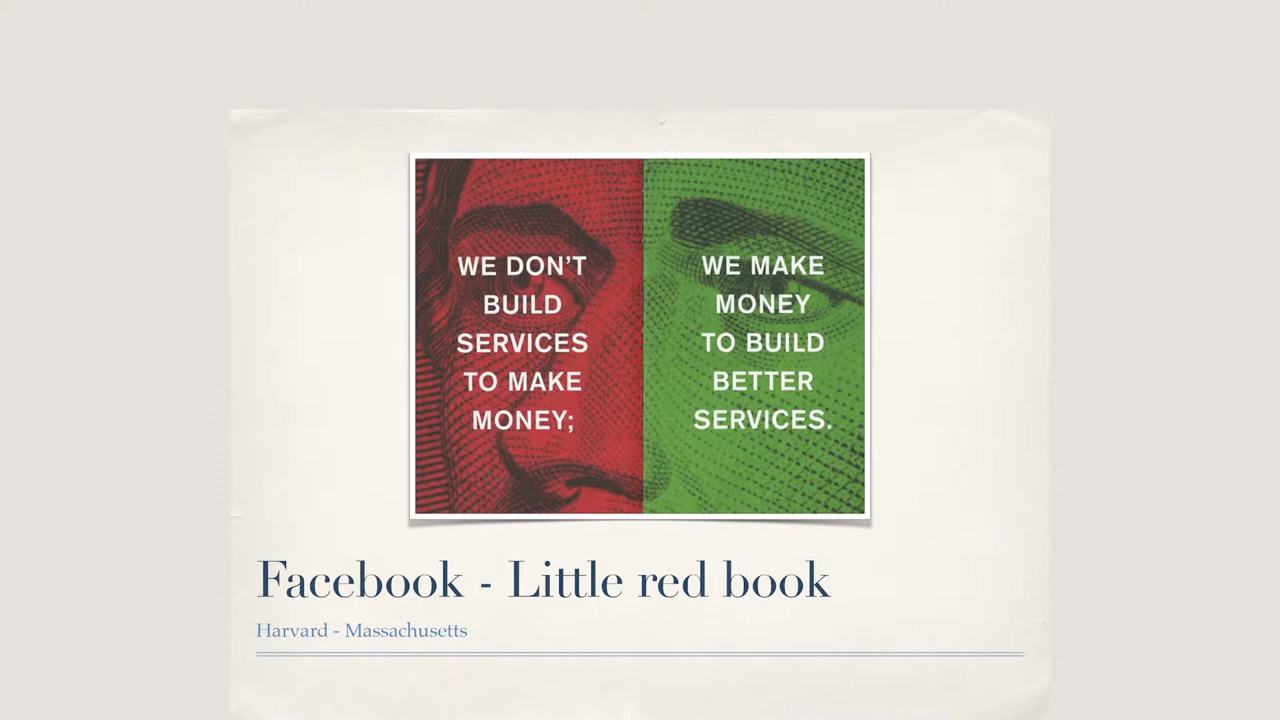 WE DON'T
BUILD
SERVICES
TO MAKE
MONEY;
WE MAKE
MONEY
TO BUILD
BETTER
SERVICES.
Facebook - Little red book
Harvard - Massachusetts